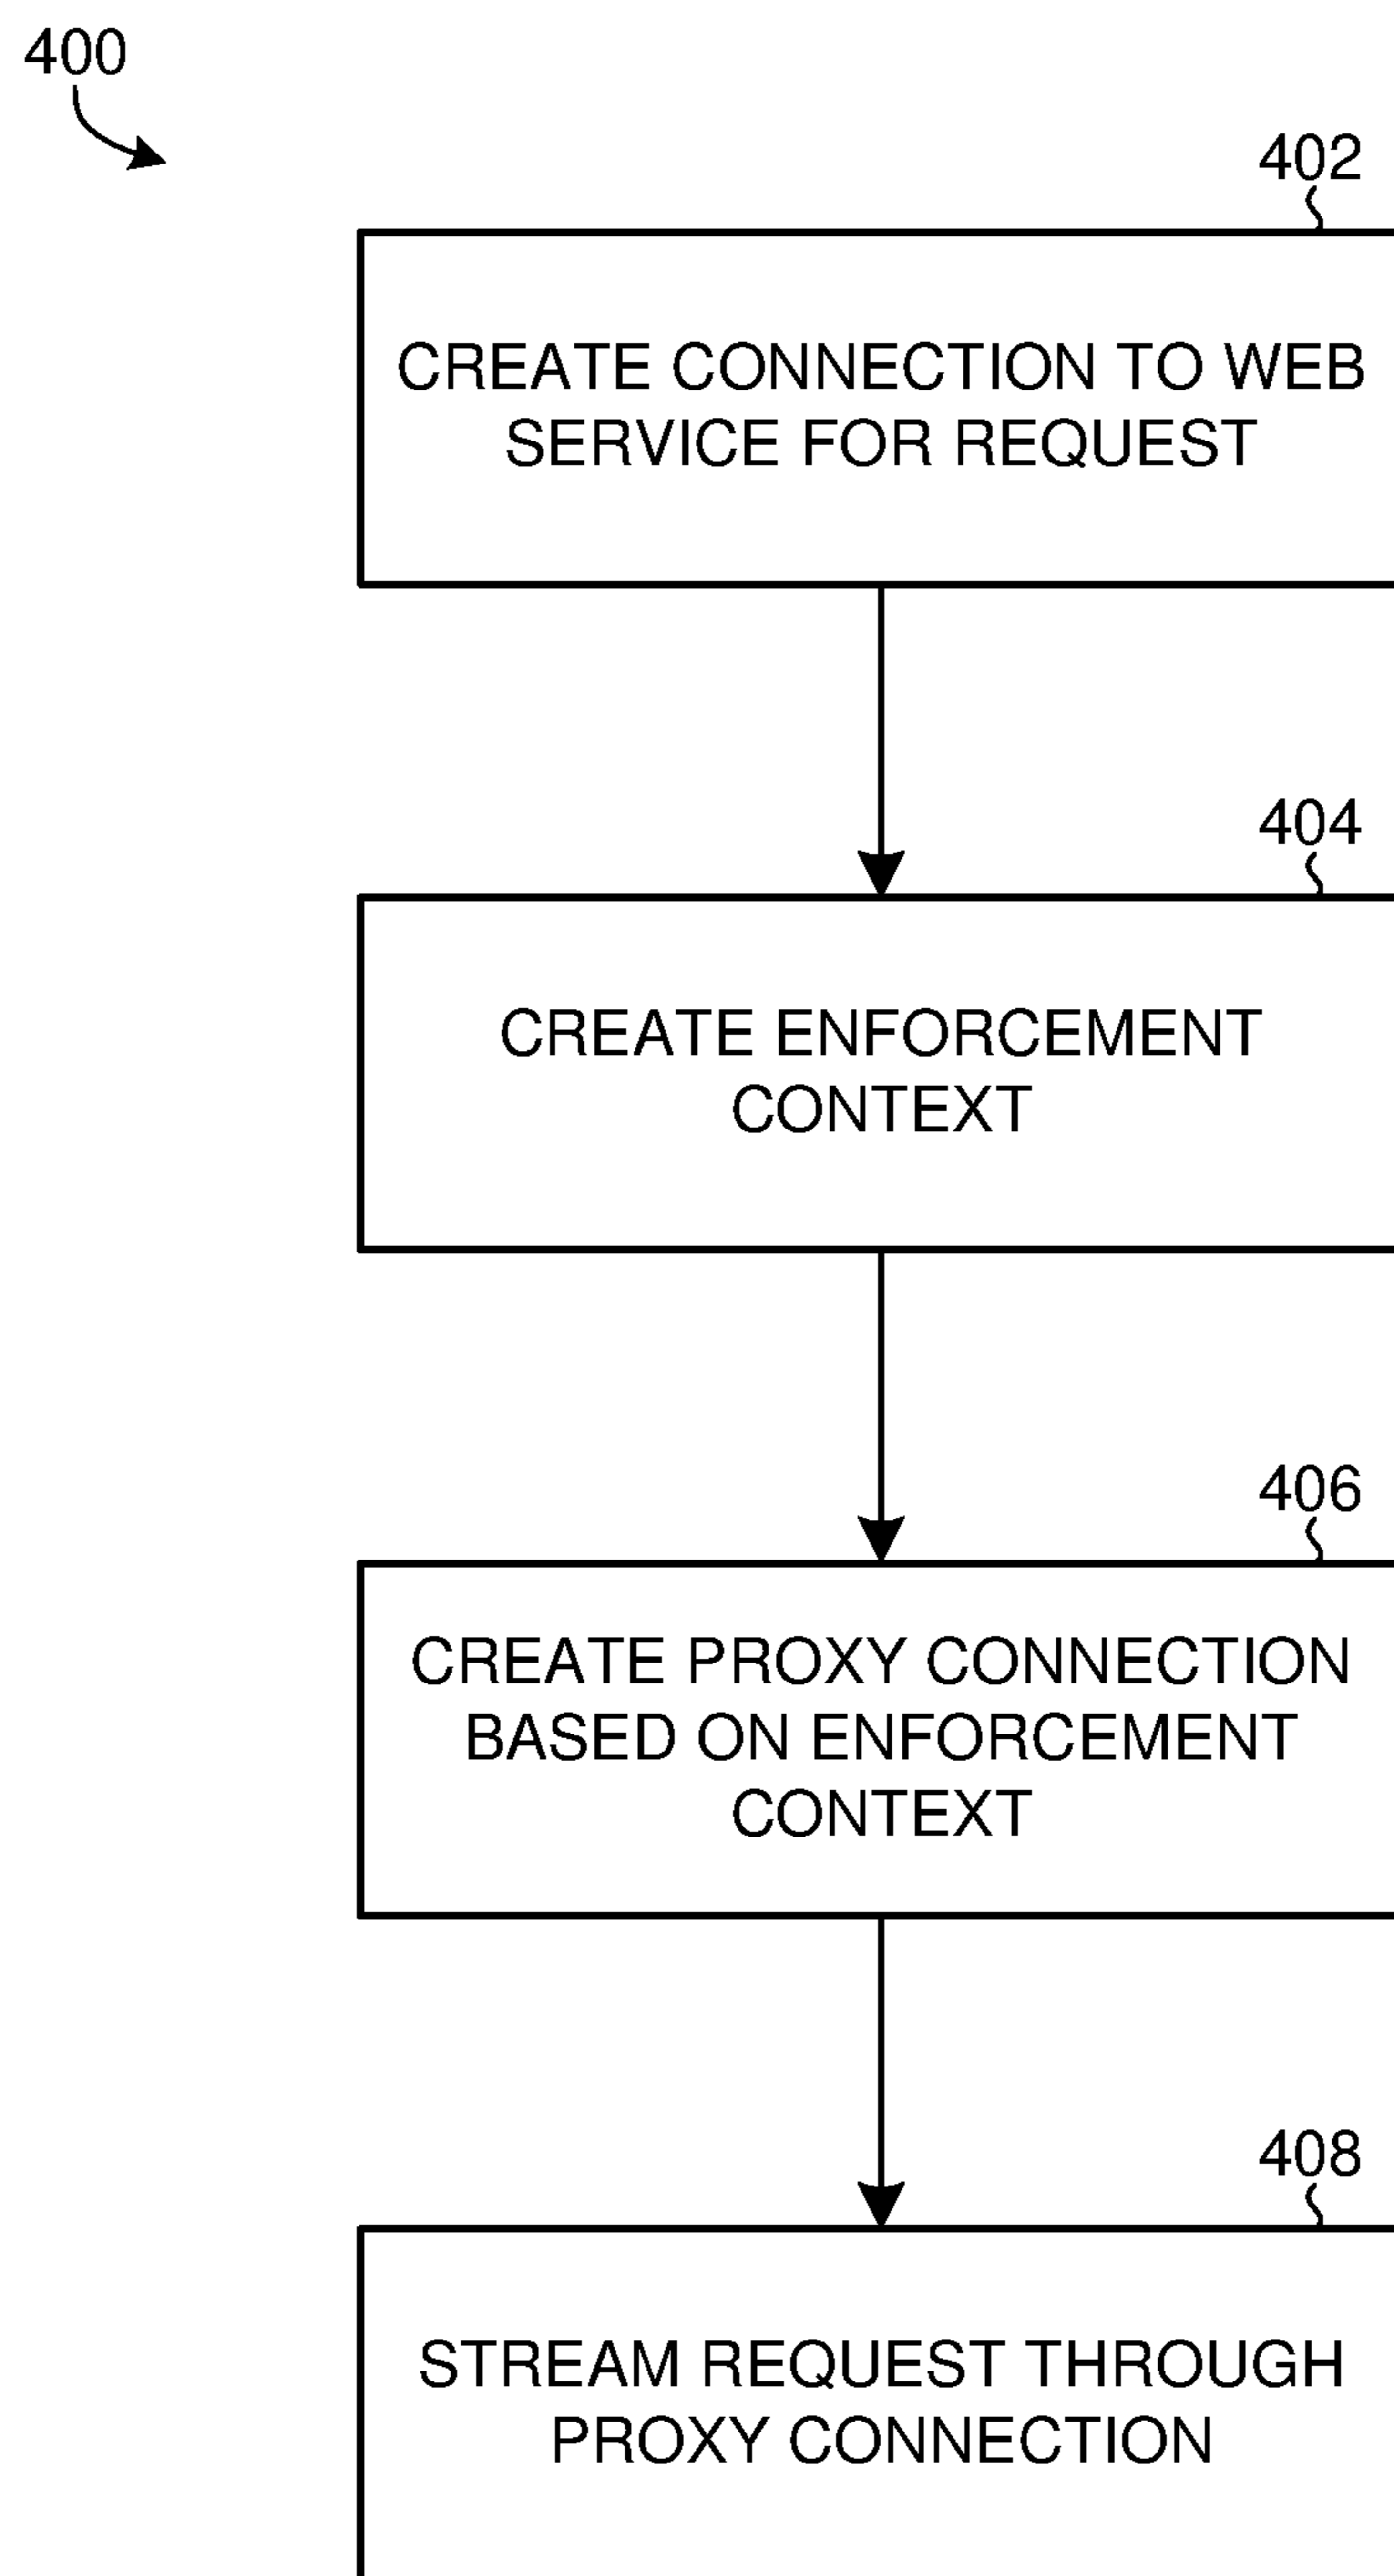 400
402
CREATE CONNECTION TO WEB
SERVICE FOR REQUEST
404
CREATE ENFORCEMENT
CONTEXT
406
CREATE PROXY CONNECTION
BASED ON ENFORCEMENT
CONTEXT
408
STREAM REQUEST THROUGH
PROXY CONNECTION